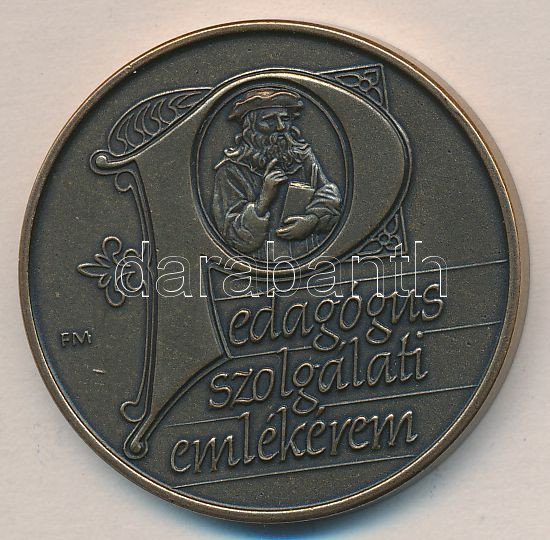 Pedagógus
szolgálati
emlékérem
FM
darabanth